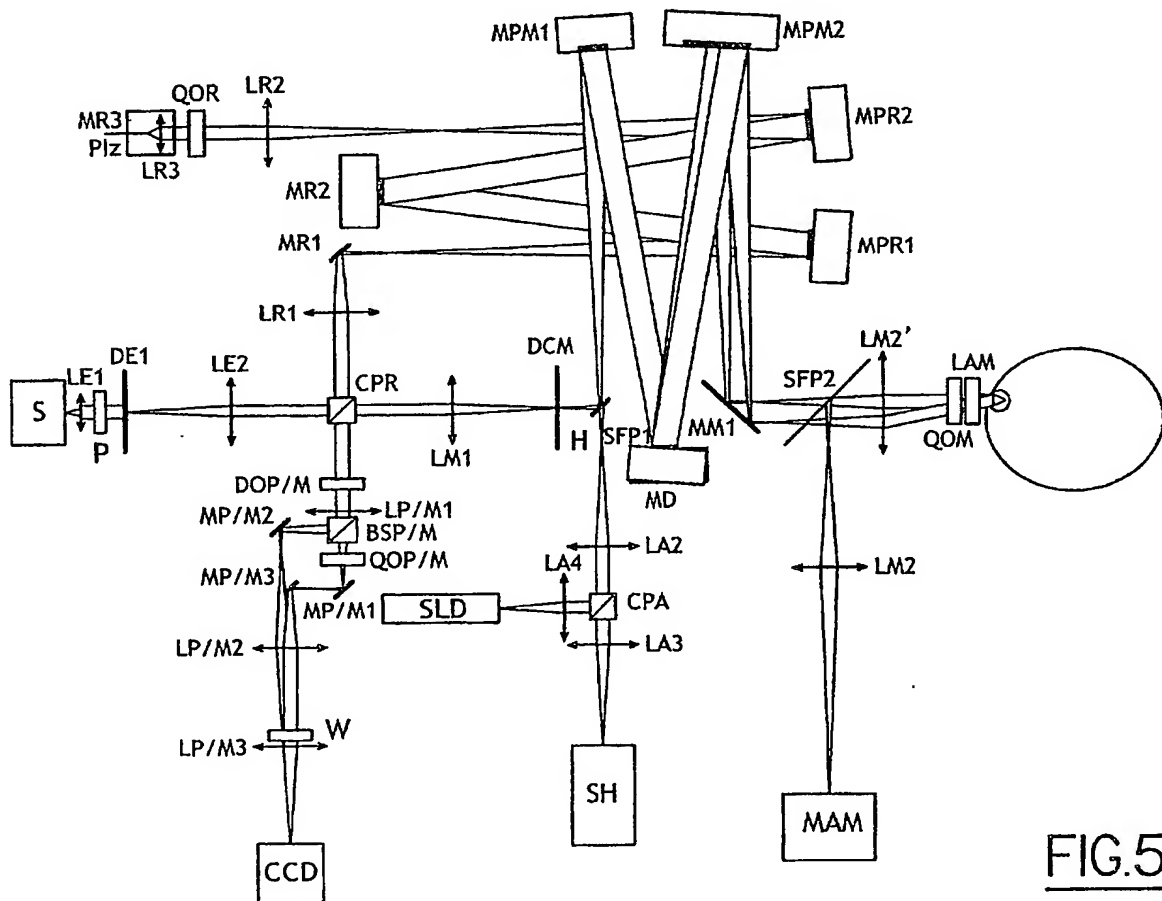 MPM1
MPM2
QOR
LR2
MR3
PIz
LR3
MPR2
MR2
MPR1
MR1
LR1
DE1
LE1
LE2
CPR
DCM
LM2'
LAM
SFP2
S
P
LM1
H
SFP1
MM1
QOM
MD
DOP/M
LP/M1
MP/M2
BSP/M
QOP/M
LA2
MP/M3
LA4
LM2
MP/M1
SLD
CPA
LP/M2
LA3
W
LP/M3
SH
MAM
CCD
FIG.5